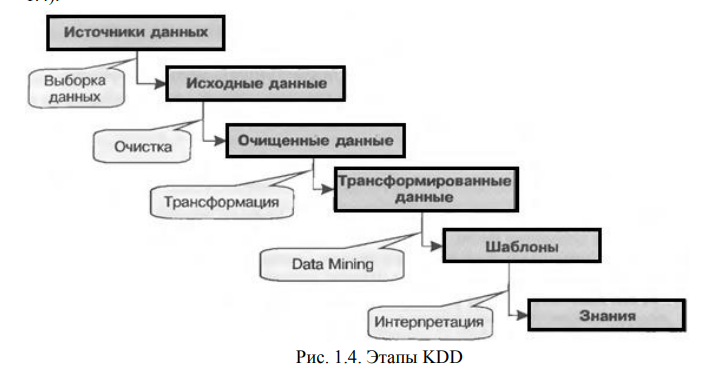 Источники данных
Выборка
данных
Исходные данные
Очистка
Очищенные данные
Трансформация
Трансформированные
данные
Data Mining
Шаблоны
Интерпретация
Знания
Рис. 1.4. Этапы KDD